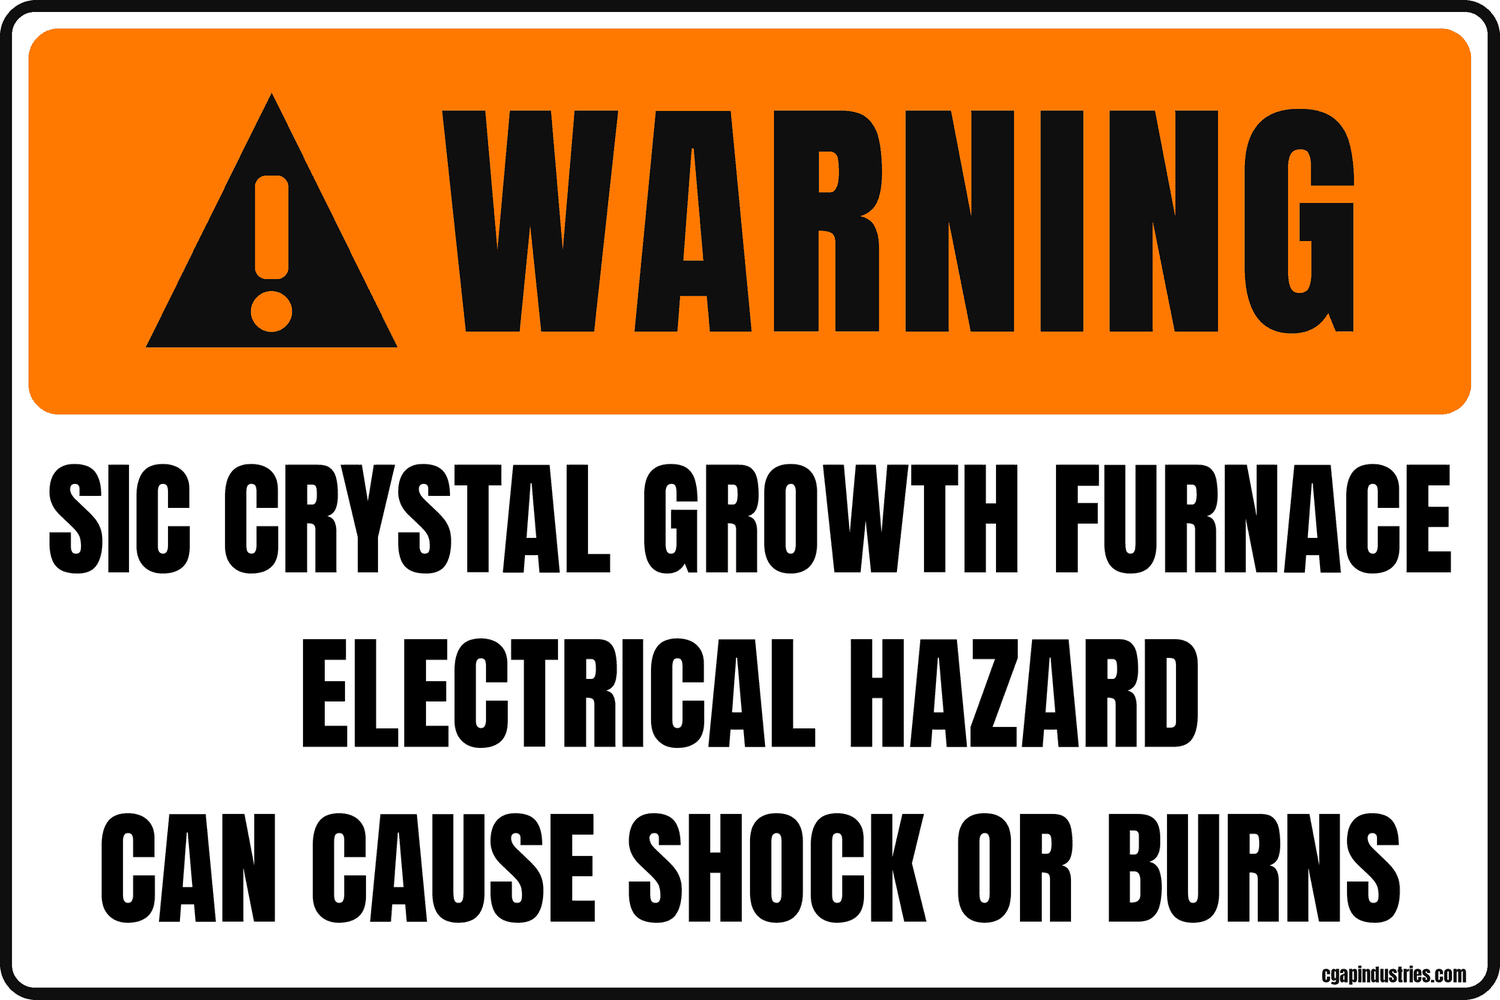 WARNING
SIC CRYSTAL GROWTH FURNACE
ELECTRICAL HAZARD
CAN CAUSE SHOCK OR BURNS
cgapindustries.com